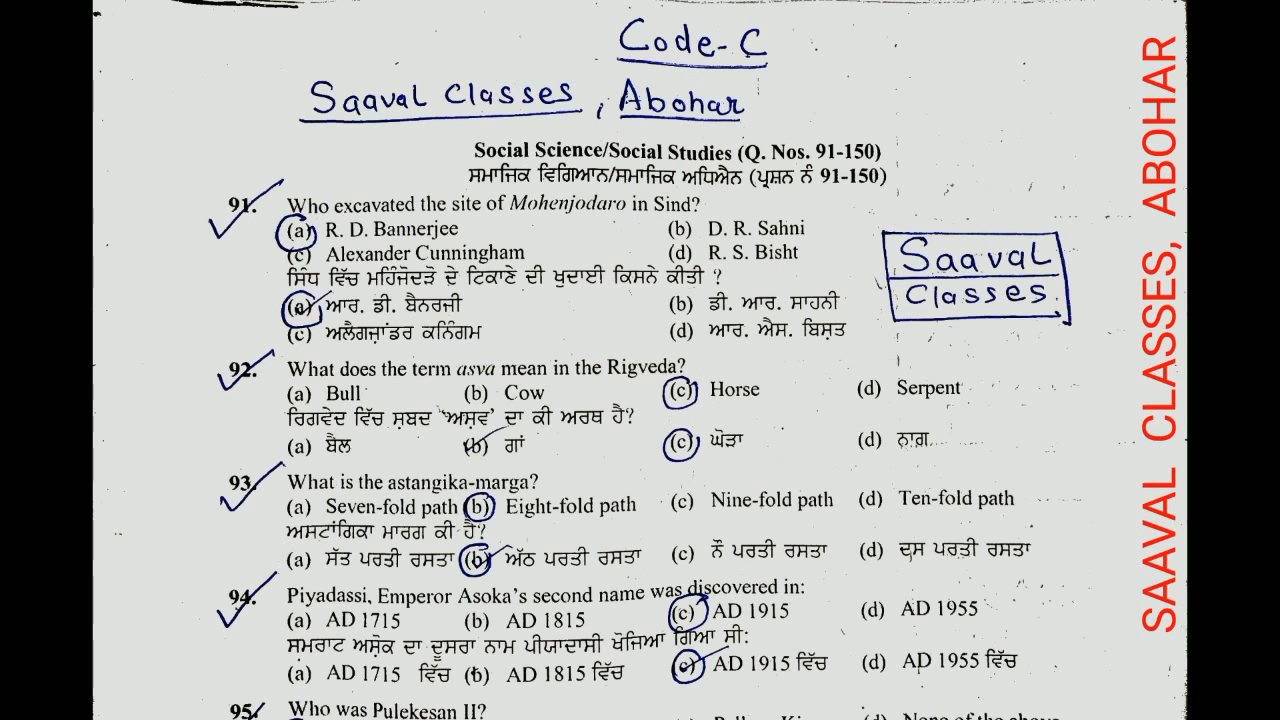 Code-C
Saaval Classes, Abohar
Social Science/Social Studies (Q. Nos. 91-150)
ਸਮਾਜਿਕ ਵਿਗਿਆਨ/ਸਮਾਜਿਕ ਅਧਿਐਨ (ਪ੍ਰਸ਼ਨ ਨੰ 91-150)
91. Who excavated the site of Mohenjodaro in Sind?
(a) R. D. Bannerjee (b) D. R. Sahni
(c) Alexander Cunningham (d) R. S. Bisht
ਸਿੰਧ ਵਿੱਚ ਮਹਿੰਜੋਦੜੋ ਦੇ ਟਿਕਾਣੇ ਦੀ ਖੁਦਾਈ ਕਿਸਨੇ ਕੀਤੀ ?
(a) ਆਰ. ਡੀ. ਬੈਨਰਜੀ (b) ਡੀ. ਆਰ. ਸਾਹਨੀ
(c) ਅਲੈਗਜ਼ਾਂਡਰ ਕਨਿੰਗਮ (d) ਆਰ. ਐਸ. ਬਿਸ਼ਤ
Saaval
Classes
92. What does the term asva mean in the Rigveda?
(a) Bull (b) Cow (c) Horse (d) Serpent
ਰਿਗਵੇਦ ਵਿੱਚ ਸ਼ਬਦ 'ਅਸ਼ਵ' ਦਾ ਕੀ ਅਰਥ ਹੈ?
(a) ਬੈਲ (b) ਗਾਂ (c) ਘੋੜਾ (d) ਨਾਗ਼
93. What is the astangika-marga?
(a) Seven-fold path (b) Eight-fold path (c) Nine-fold path (d) Ten-fold path
ਅਸਟਾਂਗਿਕਾ ਮਾਰਗ ਕੀ ਹੈ?
(a) ਸੱਤ ਪਰਤੀ ਰਸਤਾ (b) ਅੱਠ ਪਰਤੀ ਰਸਤਾ (c) ਨੌ ਪਰਤੀ ਰਸਤਾ (d) ਦਸ ਪਰਤੀ ਰਸਤਾ
94. Piyadassi, Emperor Asoka's second name was discovered in:
(a) AD 1715 (b) AD 1815 (c) AD 1915 (d) AD 1955
ਸਮਰਾਟ ਅਸ਼ੋਕ ਦਾ ਦੂਸਰਾ ਨਾਮ ਪੀਯਾਦਾਸੀ ਖੋਜਿਆ ਗਿਆ ਸੀ:
(a) AD 1715 ਵਿੱਚ (b) AD 1815 ਵਿੱਚ (c) AD 1915 ਵਿੱਚ (d) AD 1955 ਵਿੱਚ
95. Who was Pulekesan II?
(d) None of the above
SAAVAL CLASSES, ABOHAR